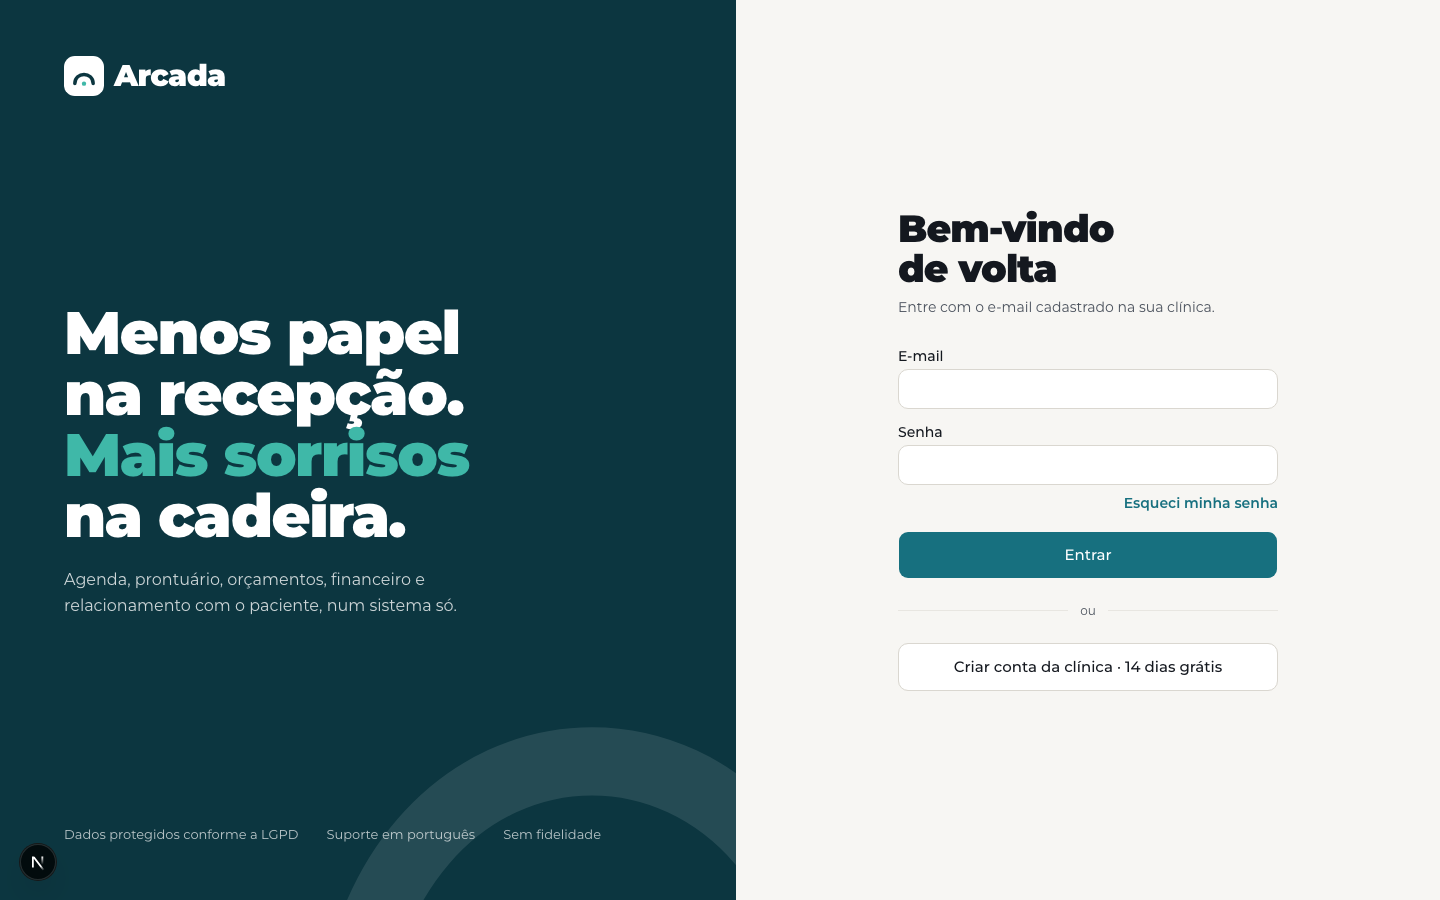 Arcada
Menos papel
na recepção.
Mais sorrisos
na cadeira.
Agenda, prontuário, orçamentos, financeiro e
relacionamento com o paciente, num sistema só.
Dados protegidos conforme a LGPD
Suporte em português
Sem fidelidade
N
Bem-vindo
de volta
Entre com o e-mail cadastrado na sua clínica.
E-mail
Senha
Esqueci minha senha
Entrar
ou
Criar conta da clínica · 14 dias grátis